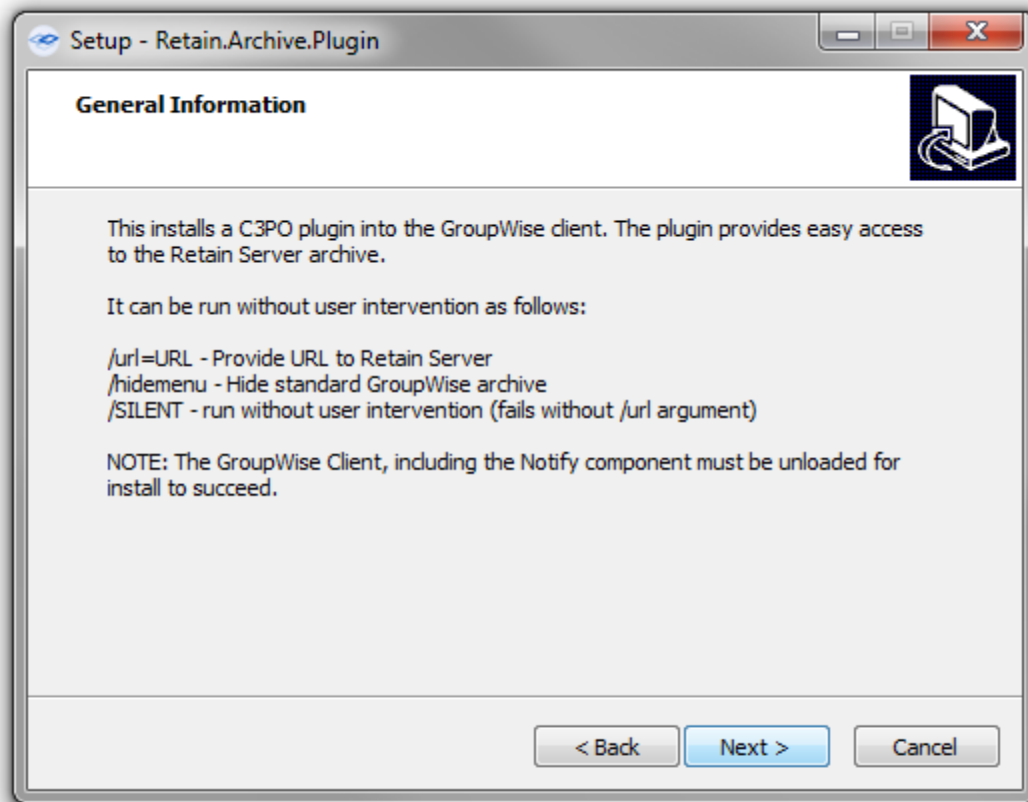 Setup - Retain.Archive.Plugin
General Information
This installs a C3PO plugin into the GroupWise client. The plugin provides easy access
to the Retain Server archive.
It can be run without user intervention as follows:
/url=URL - Provide URL to Retain Server
/hidemenu - Hide standard GroupWise archive
/SILENT - run without user intervention (fails without /url argument)
NOTE: The GroupWise Client, including the Notify component must be unloaded for
install to succeed.
< Back
Next >
Cancel